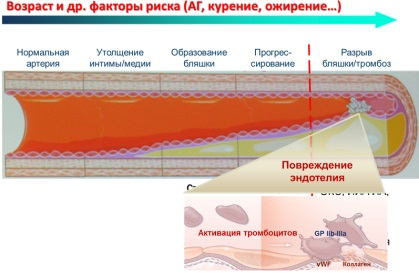 Возраст и др. факторы риска (АГ, курение, ожирение…)
Нормальная
артерия
Утолщение
интимы/медии
Образование
бляшки
Прогрес-
сирование
Разрыв
бляшки/тромбоз
Повреждение
эндотелия
Активация тромбоцитов
GP IIb-IIIa
vWF
Коллаген